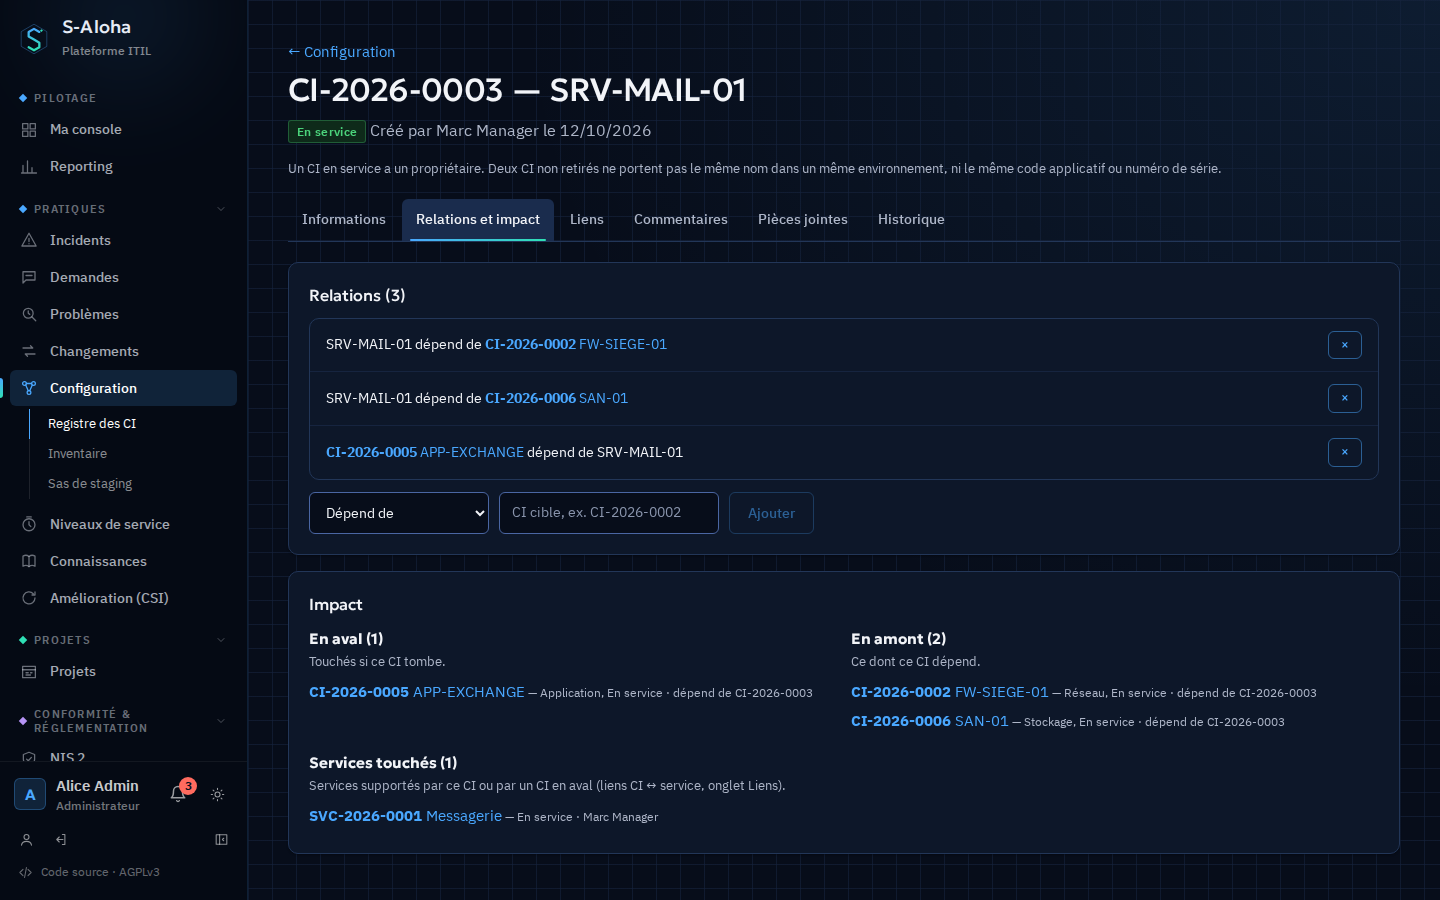 S-Aloha
Plateforme ITIL
PILOTAGE
Ma console
Reporting
PRATIQUES
Incidents
Demandes
Problèmes
Changements
Configuration
Registre des CI
Inventaire
Sas de staging
Niveaux de service
Connaissances
Amélioration (CSI)
PROJETS
Projets
CONFORMITÉ &
RÉGLEMENTATION
NIS 2
A
Alice Admin
Administrateur
3
Code source · AGPLv3
← Configuration
CI-2026-0003 — SRV-MAIL-01
En service Créé par Marc Manager le 12/10/2026
Un CI en service a un propriétaire. Deux CI non retirés ne portent pas le même nom dans un même environnement, ni le même code applicatif ou numéro de série.
Informations Relations et impact Liens Commentaires Pièces jointes Historique
Relations (3)
SRV-MAIL-01 dépend de CI-2026-0002 FW-SIEGE-01 ×
SRV-MAIL-01 dépend de CI-2026-0006 SAN-01 ×
CI-2026-0005 APP-EXCHANGE dépend de SRV-MAIL-01 ×
Dépend de CI cible, ex. CI-2026-0002 Ajouter
Impact
En aval (1)
Touchés si ce CI tombe.
CI-2026-0005 APP-EXCHANGE — Application, En service · dépend de CI-2026-0003
En amont (2)
Ce dont ce CI dépend.
CI-2026-0002 FW-SIEGE-01 — Réseau, En service · dépend de CI-2026-0003
CI-2026-0006 SAN-01 — Stockage, En service · dépend de CI-2026-0003
Services touchés (1)
Services supportés par ce CI ou par un CI en aval (liens CI ↔ service, onglet Liens).
SVC-2026-0001 Messagerie — En service · Marc Manager